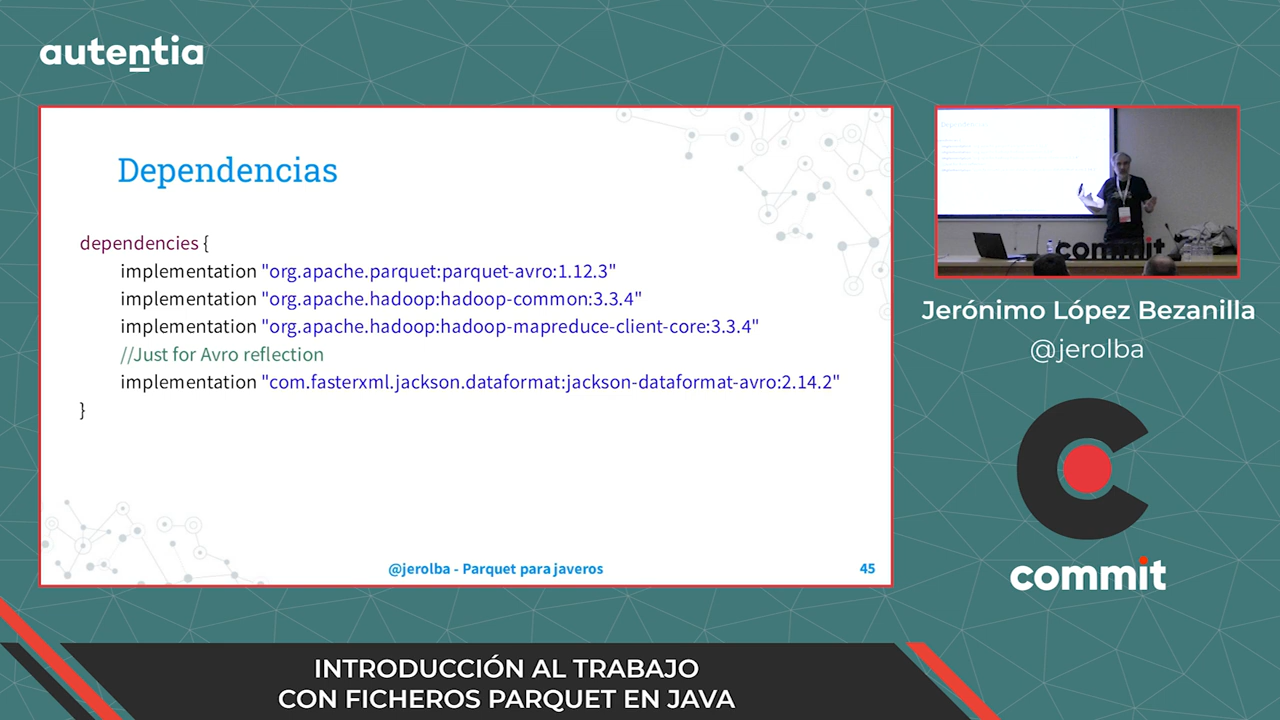 autentia
Dependencias
dependencies {
implementation "org.apache.parquet:parquet-avro:1.12.3"
implementation "org.apache.hadoop:hadoop-common:3.3.4"
implementation "org.apache.hadoop:hadoop-mapreduce-client-core:3.3.4"
//Just for Avro reflection
implementation "com.fasterxml.jackson.dataformat:jackson-dataformat-avro:2.14.2"
}
@jerolba - Parquet para javeros
45
commit
Jerónimo López Bezanilla
@jerolba
commit
INTRODUCCIÓN AL TRABAJO
CON FICHEROS PARQUET EN JAVA